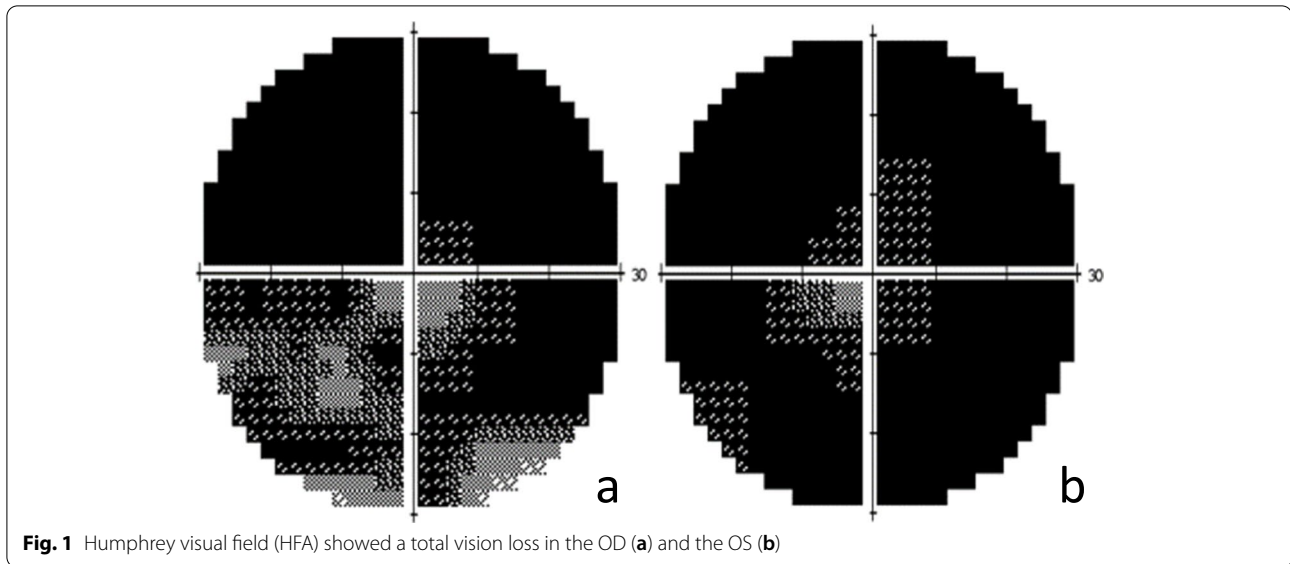 30
30
a
b
Fig. 1 Humphrey visual field (HFA) showed a total vision loss in the OD (a) and the OS (b)